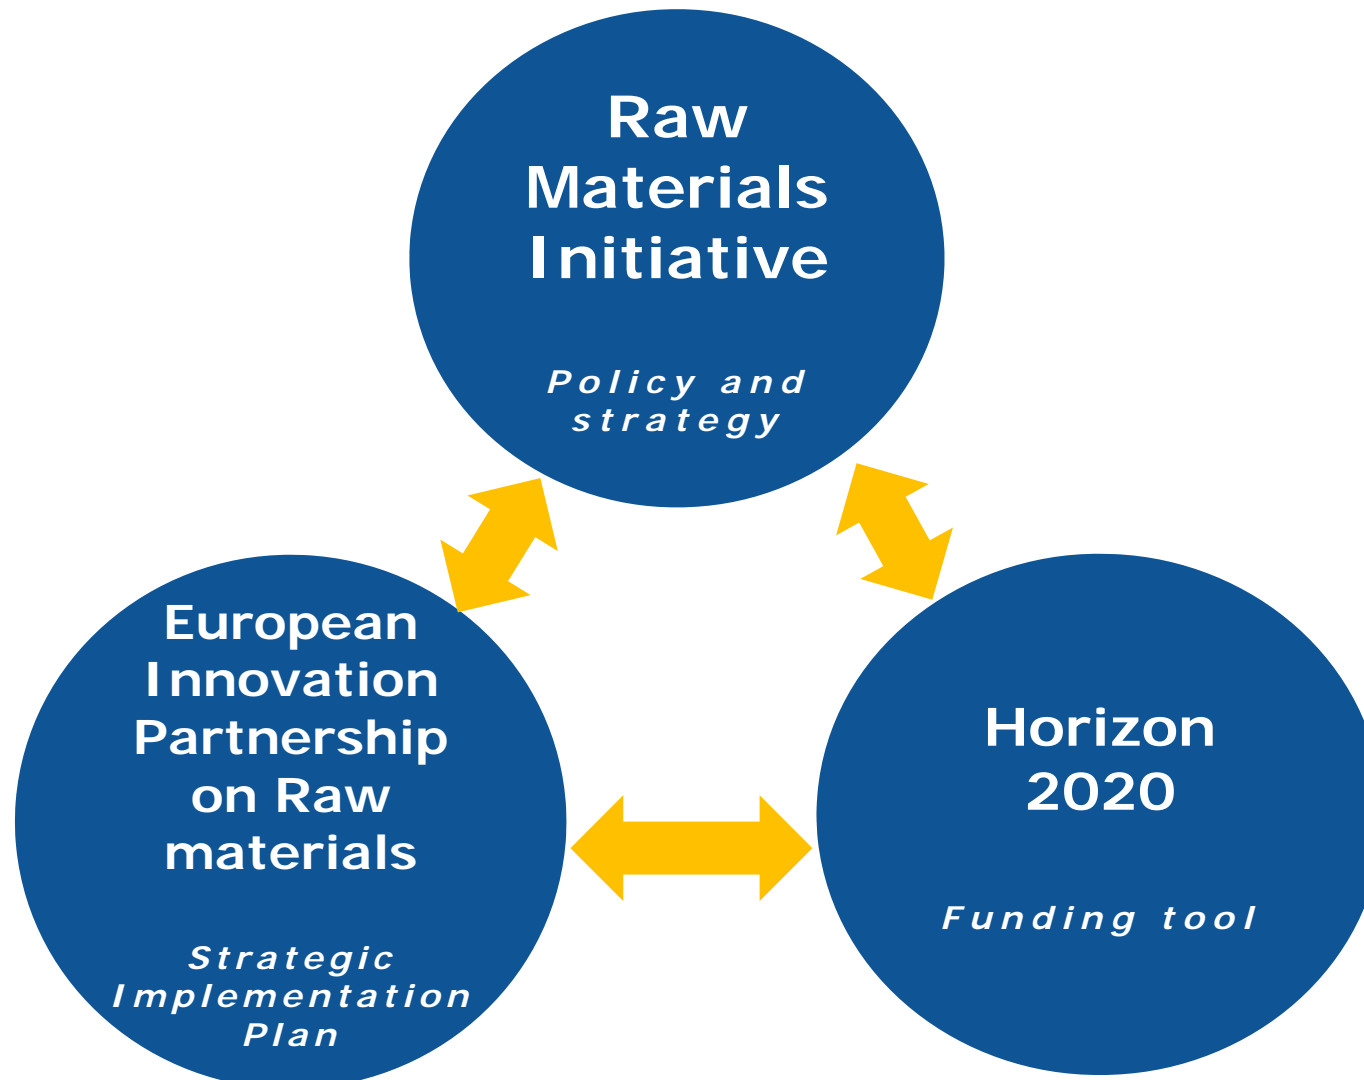 Raw
Materials
Initiative
Policy and
strategy
European
Innovation
Partnership
on Raw
materials
Strategic
Implementation
Plan
Horizon
2020
Funding tool